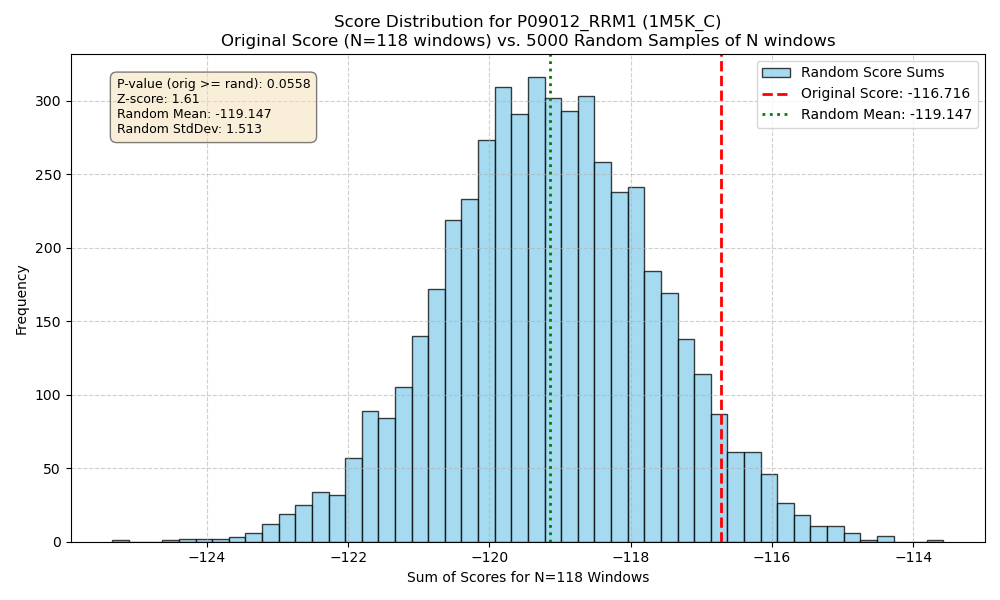 Score Distribution for P09012_RRM1 (1M5K_C)
Original Score (N=118 windows) vs. 5000 Random Samples of N windows
P-value (orig >= rand): 0.0558
Z-score: 1.61
Random Mean: -119.147
Random StdDev: 1.513
Random Score Sums
Original Score: -116.716
Random Mean: -119.147
Frequency
300
250
200
150
100
50
0
−124
−122
−120
−118
−116
−114
Sum of Scores for N=118 Windows